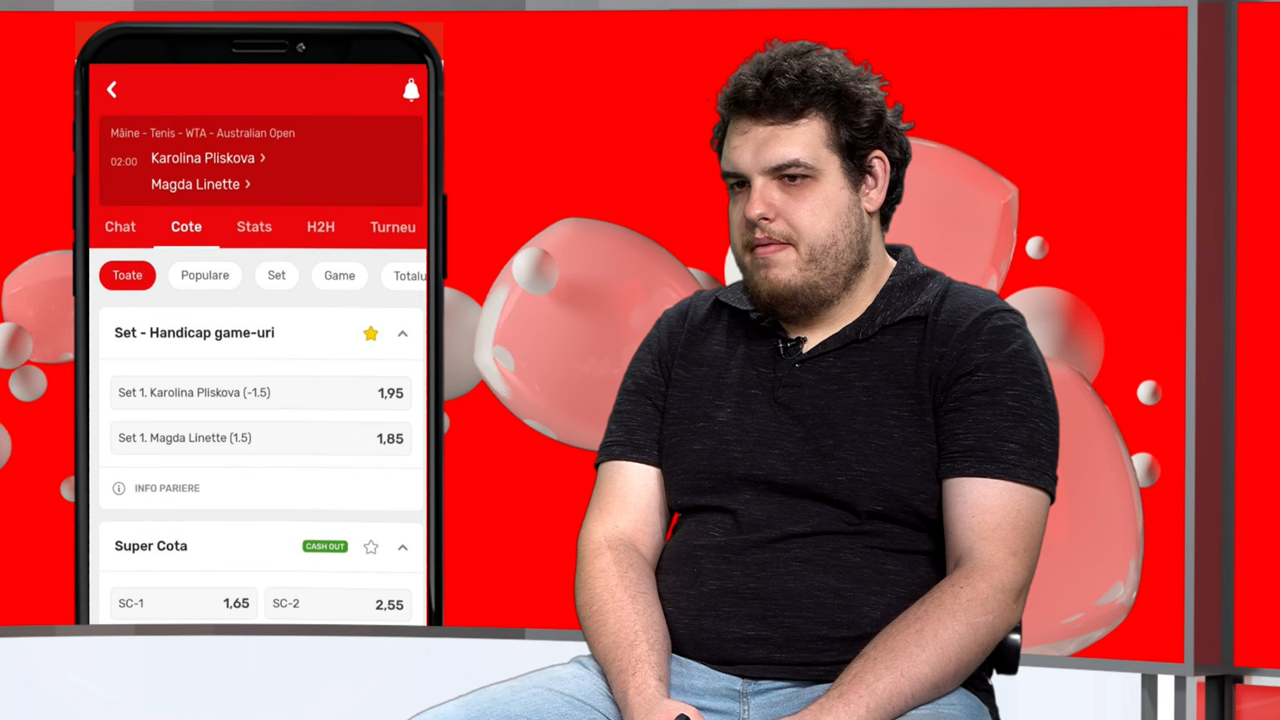 Mâine - Tenis - WTA - Australian Open
02:00 Karolina Pliskova
Magda Linette
Chat Cote Stats H2H Turneu
Toate Populare Set Game Totalu
Set - Handicap game-uri
Set 1. Karolina Pliskova (-1.5) 1,95
Set 1. Magda Linette (1.5) 1,85
INFO PARIERE
Super Cota CASH OUT
SC-1 1,65 SC-2 2,55